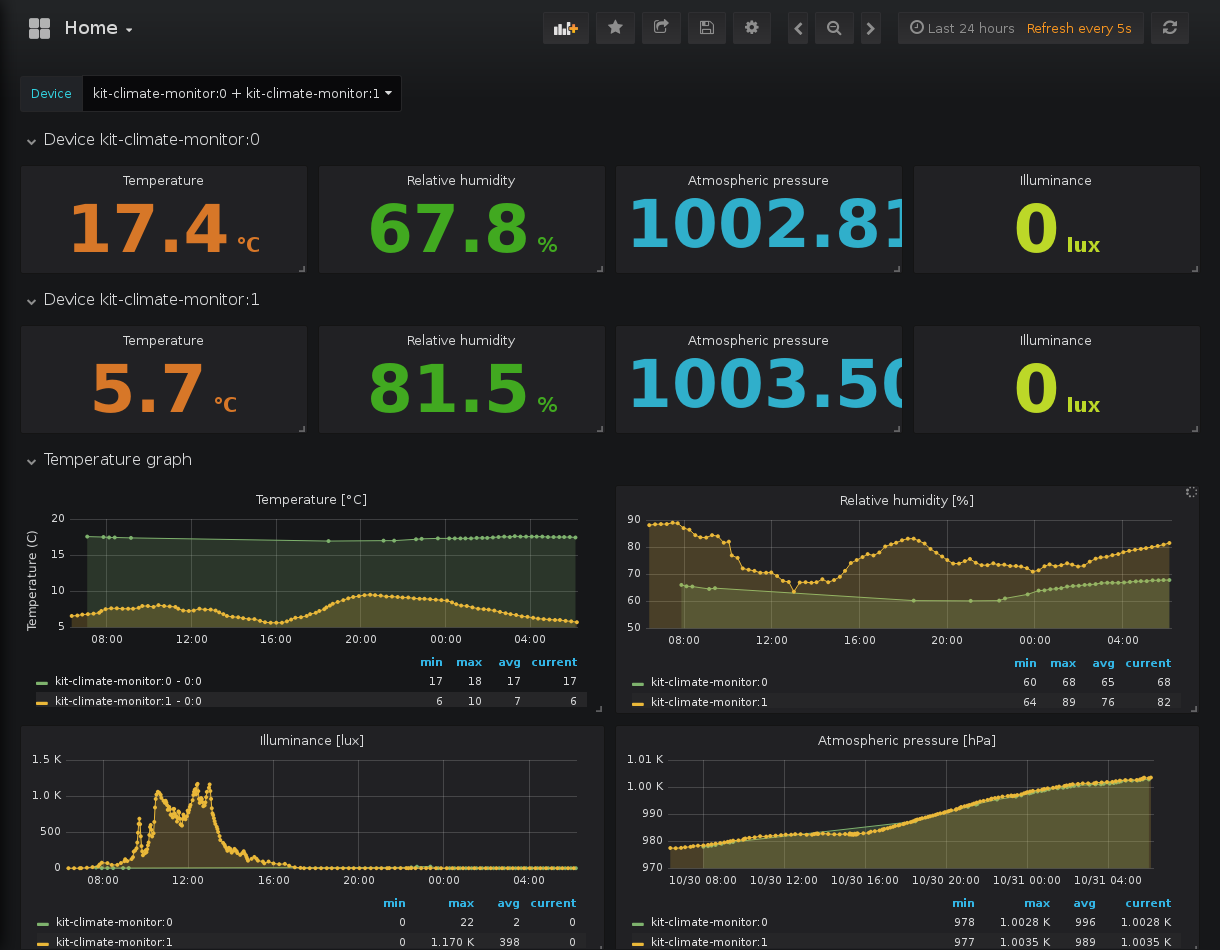 Home
Last 24 hours Refresh every 5s
Device kit-climate-monitor:0 + kit-climate-monitor:1
Device kit-climate-monitor:0
Temperature Relative humidity Atmospheric pressure Illuminance
17.4 °C 67.8 % 1002.81 0 lux
Device kit-climate-monitor:1
Temperature Relative humidity Atmospheric pressure Illuminance
5.7 °C 81.5 % 1003.50 0 lux
Temperature graph
Temperature [°C]
Temperature (C)
20
15
10
5
08:00 12:00 16:00 20:00 00:00 04:00
min max avg current
kit-climate-monitor:0 - 0:0 17 18 17 17
kit-climate-monitor:1 - 0:0 6 10 7 6
Relative humidity [%]
90
80
70
60
50
08:00 12:00 16:00 20:00 00:00 04:00
min max avg current
kit-climate-monitor:0 60 68 65 68
kit-climate-monitor:1 64 89 76 82
Illuminance [lux]
1.5 K
1.0 K
500
0
08:00 12:00 16:00 20:00 00:00 04:00
min max avg current
kit-climate-monitor:0 0 22 2 0
kit-climate-monitor:1 0 1.170 K 398 0
Atmospheric pressure [hPa]
1.01 K
1.00 K
990
980
970
10/30 08:00 10/30 12:00 10/30 16:00 10/30 20:00 10/31 00:00 10/31 04:00
min max avg current
kit-climate-monitor:0 978 1.0028 K 996 1.0028 K
kit-climate-monitor:1 977 1.0035 K 989 1.0035 K